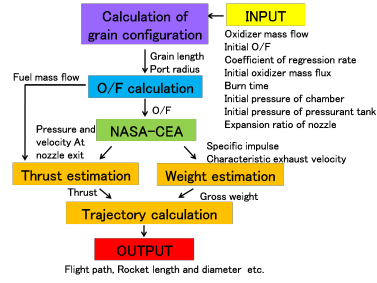 Calculation of
grain configuration
INPUT
Oxidizer mass flow
Initial O/F
Coefficient of regression rate
Initial oxidizer mass flux
Burn time
Initial pressure of chamber
Initial pressure of pressurant tank
Expansion ratio of nozzle
Grain length
Port radius
Fuel mass flow
O/F calculation
O/F
NASA-CEA
Pressure and
velocity At
nozzle exit
Specific impulse
Characteristic exhaust velocity
Thrust estimation
Weight estimation
Thrust
Gross weight
Trajectory calculation
OUTPUT
Flight path, Rocket length and diameter etc.